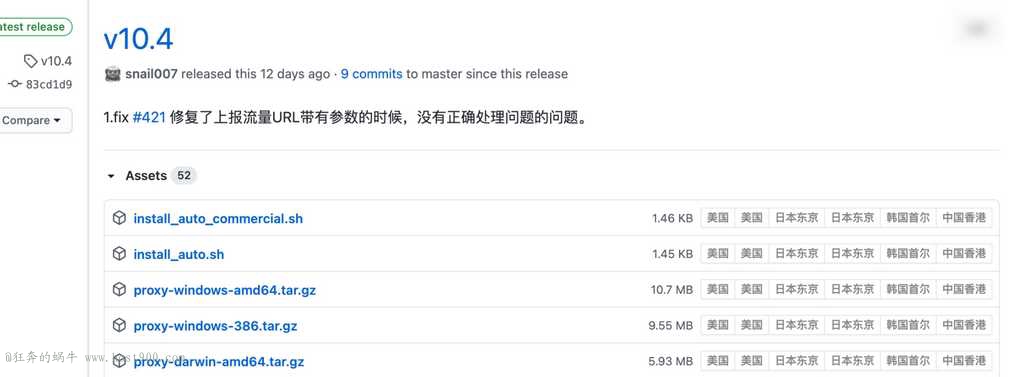 atest release
v10.4
83cd1d9
Compare
v10.4
snail007 released this 12 days ago · 9 commits to master since this release
1.fix #421 修复了上报流量URL带有参数的时候，没有正确处理问题的问题。
Assets 52
install_auto_commercial.sh 1.46 KB 美国 美国 日本东京 日本东京 韩国首尔 中国香港
install_auto.sh 1.45 KB 美国 美国 日本东京 日本东京 韩国首尔 中国香港
proxy-windows-amd64.tar.gz 10.7 MB 美国 美国 日本东京 日本东京 韩国首尔 中国香港
proxy-windows-386.tar.gz 9.55 MB 美国 美国 日本东京 日本东京 韩国首尔 中国香港
proxy-darwin-amd64.tar.gz 5.93 MB 美国 美国 日本东京 日本东京 韩国首尔 中国香港
@狂奔的蜗牛